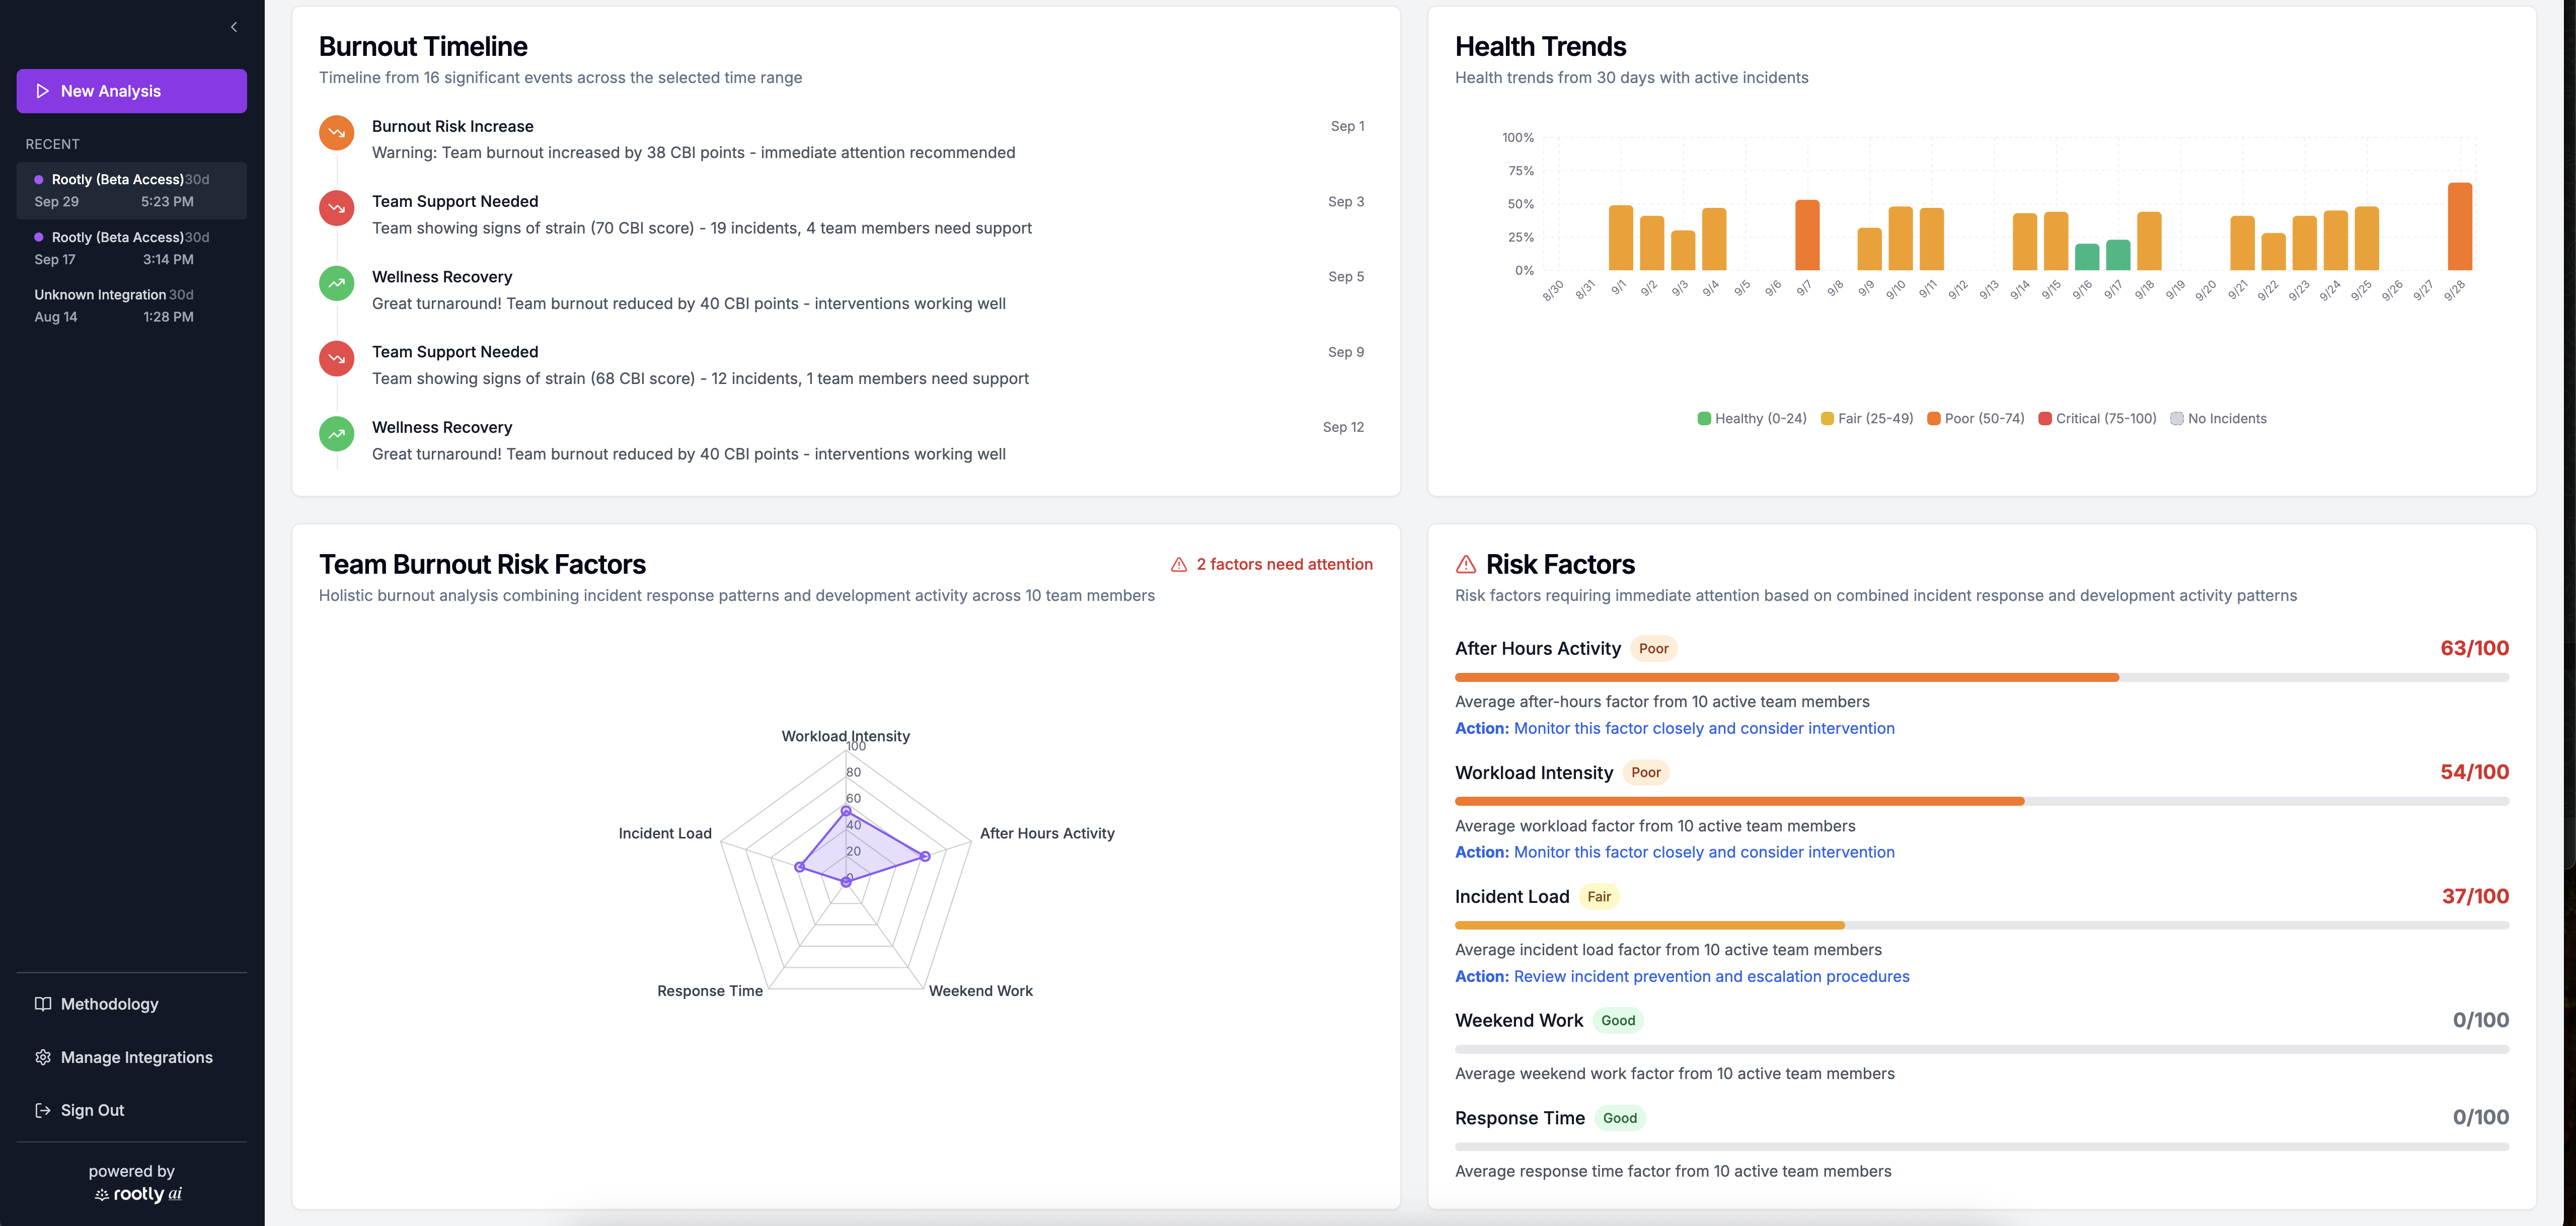 New Analysis
RECENT
Rootly (Beta Access)30d
Sep 29 5:23 PM
Rootly (Beta Access)30d
Sep 17 3:14 PM
Unknown Integration 30d
Aug 14 1:28 PM
Methodology
Manage Integrations
Sign Out
powered by
rootly ai
Burnout Timeline
Timeline from 16 significant events across the selected time range
Burnout Risk Increase Sep 1
Warning: Team burnout increased by 38 CBI points - immediate attention recommended
Team Support Needed Sep 3
Team showing signs of strain (70 CBI score) - 19 incidents, 4 team members need support
Wellness Recovery Sep 5
Great turnaround! Team burnout reduced by 40 CBI points - interventions working well
Team Support Needed Sep 9
Team showing signs of strain (68 CBI score) - 12 incidents, 1 team members need support
Wellness Recovery Sep 12
Great turnaround! Team burnout reduced by 40 CBI points - interventions working well
Health Trends
Health trends from 30 days with active incidents
100%
75%
50%
25%
0%
8/30 8/31 9/1 9/2 9/3 9/4 9/5 9/6 9/7 9/8 9/9 9/10 9/11 9/12 9/13 9/14 9/15 9/16 9/17 9/18 9/19 9/20 9/21 9/22 9/23 9/24 9/25 9/26 9/27 9/28
Healthy (0-24) Fair (25-49) Poor (50-74) Critical (75-100) No Incidents
Team Burnout Risk Factors 2 factors need attention
Holistic burnout analysis combining incident response patterns and development activity across 10 team members
Workload Intensity
100
80
60
40
20
0
Incident Load After Hours Activity
Response Time Weekend Work
Risk Factors
Risk factors requiring immediate attention based on combined incident response and development activity patterns
After Hours Activity Poor 63/100
Average after-hours factor from 10 active team members
Action: Monitor this factor closely and consider intervention
Workload Intensity Poor 54/100
Average workload factor from 10 active team members
Action: Monitor this factor closely and consider intervention
Incident Load Fair 37/100
Average incident load factor from 10 active team members
Action: Review incident prevention and escalation procedures
Weekend Work Good 0/100
Average weekend work factor from 10 active team members
Response Time Good 0/100
Average response time factor from 10 active team members